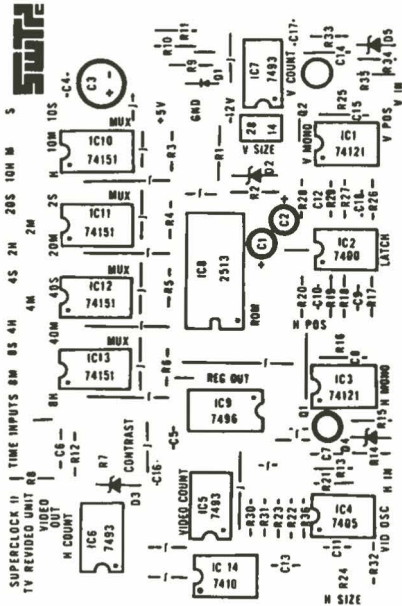 SWTPC
S
10H M
20S
2M
2H
4S
4M
8S 4H
TIME INPUTS 8M
SUPERCLOCK II
TV REVIDEO UNIT
VIDEO OUT
R8
-C4-
C3
10S
MUX
IC10
74151
H
10M
2S
IC11
74151
20M
40S
IC12
74151
40M
MUX
IC13
74151
8H
+5V
R3
R4
R5
R6
C6
R12
R7
CONTRAST
D3
H COUNT
IC6
7493
C5
-C16-
R10
R11
R9
D1
GND
-12V
IC7
7493
V COUNT
-C17-
28
14
V SIZE
R1
R2
D2
C1
C2
+
+
IC8
2513
ROM
REG OUT
IC9
7496
VIDEO COUNT
IC5
7493
IC 14
7410
C13
R33
C14
D5
R34
R35
V IN
Q2
R25
C15
V MONO
IC1
74121
V POS
R28
C12
R29
R27
-C18-
R26
IC2
7400
LATCH
R20
-C10-
R19
R18
-C9-
R17
H POS
R16
C8
IC3
74121
H MONO
Q1
R15
D4
R14
C7
R13
R21
H IN
R30
R31
R23
R22
R36
IC4
7405
VID OSC
C11
R24
R32
H SIZE